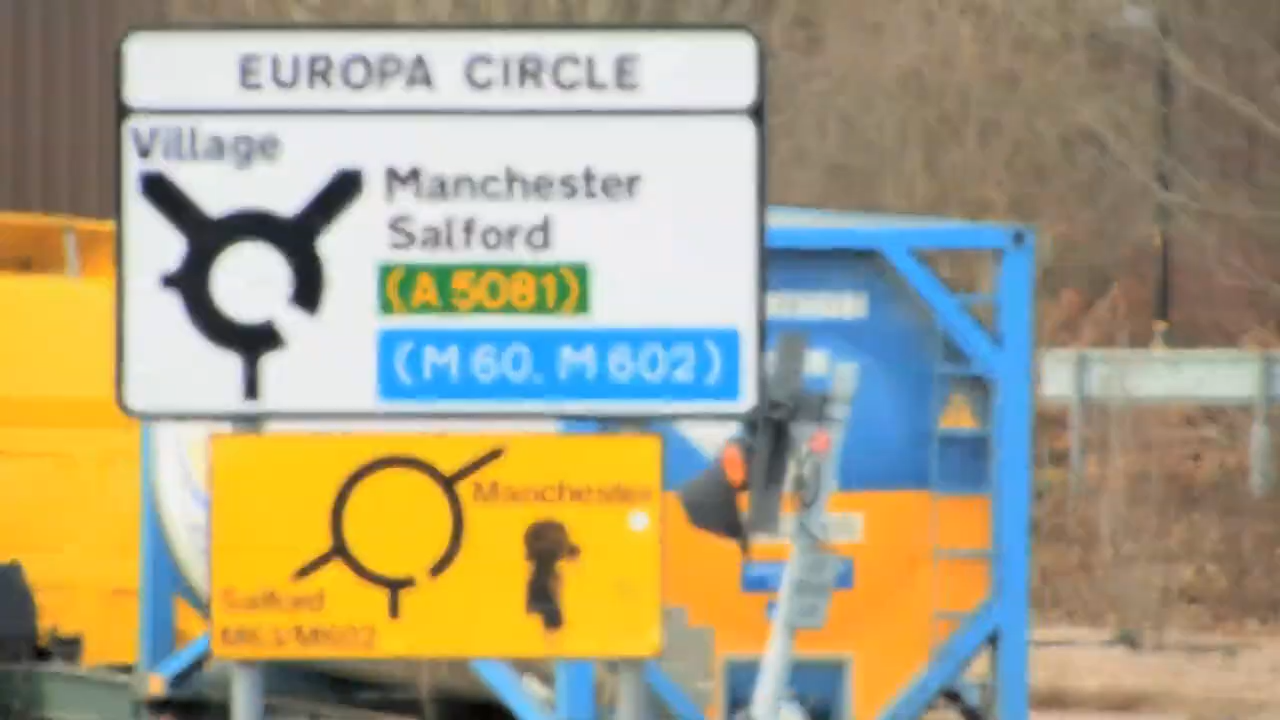 EUROPA CIRCLE
Village
Manchester
Salford
(A 5081)
(M 60, M 602)
Manchester
Salford